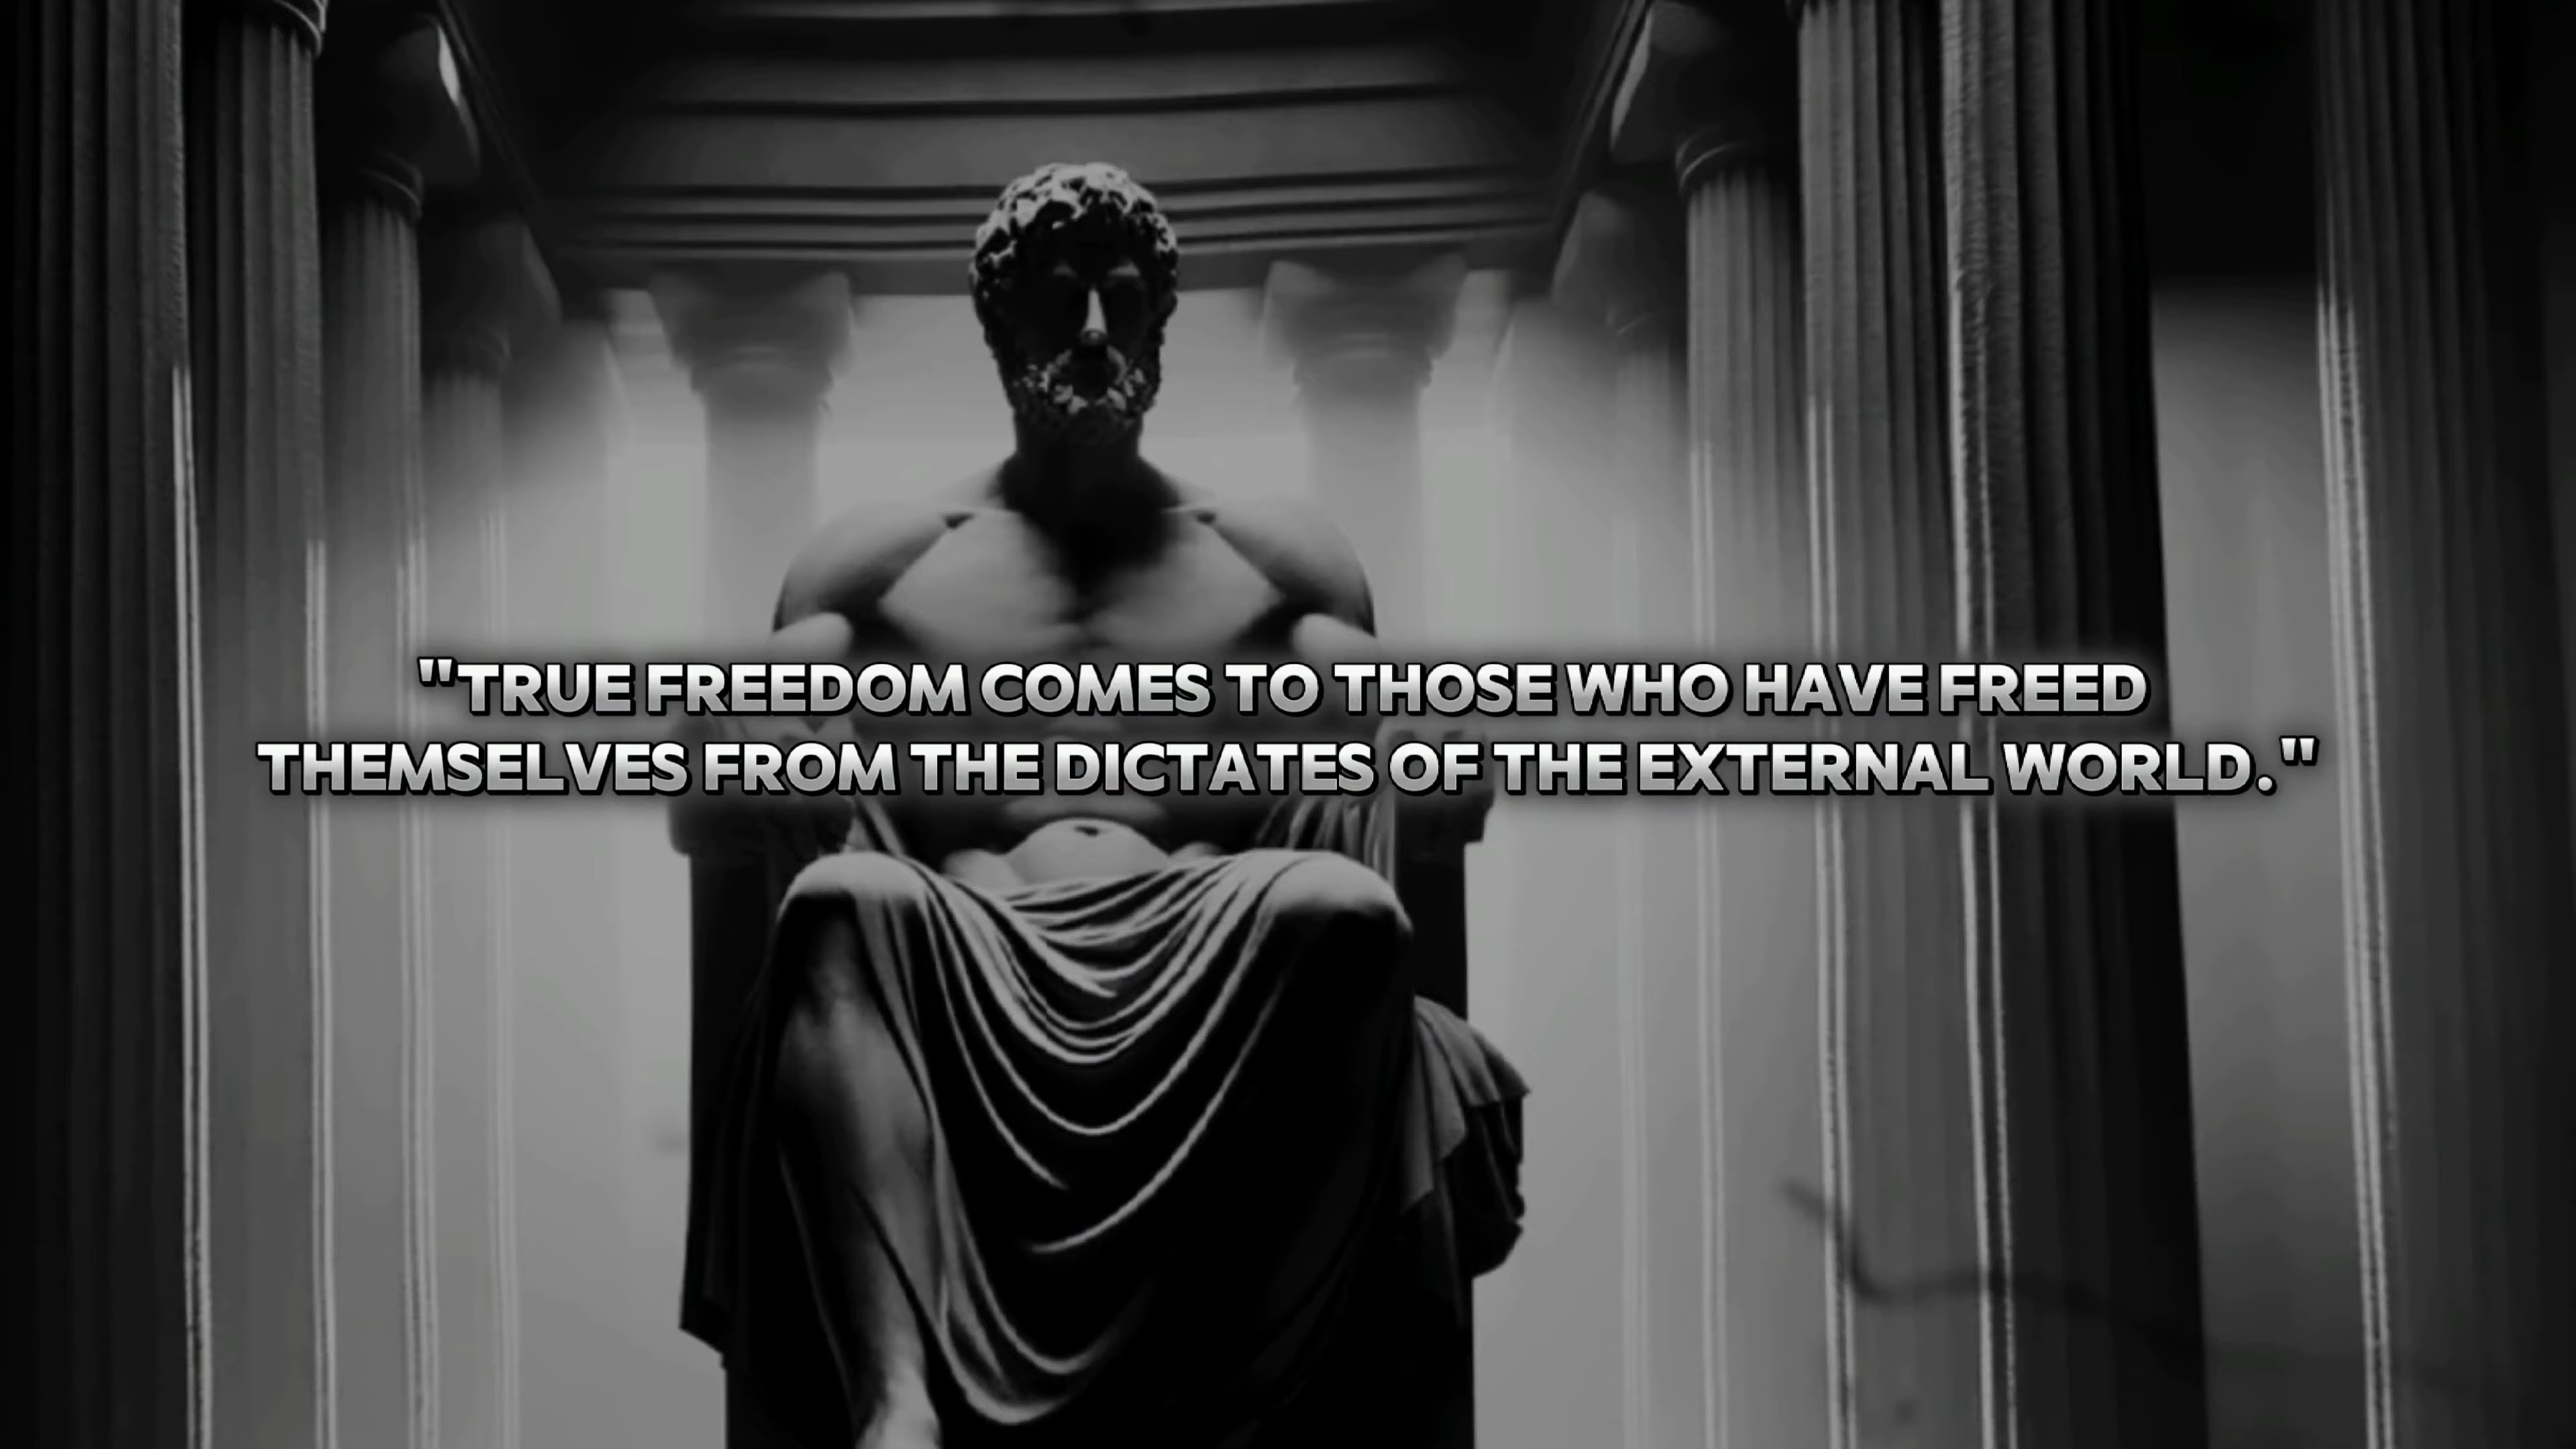 "TRUE FREEDOM COMES TO THOSE WHO HAVE FREED
THEMSELVES FROM THE DICTATES OF THE EXTERNAL WORLD."